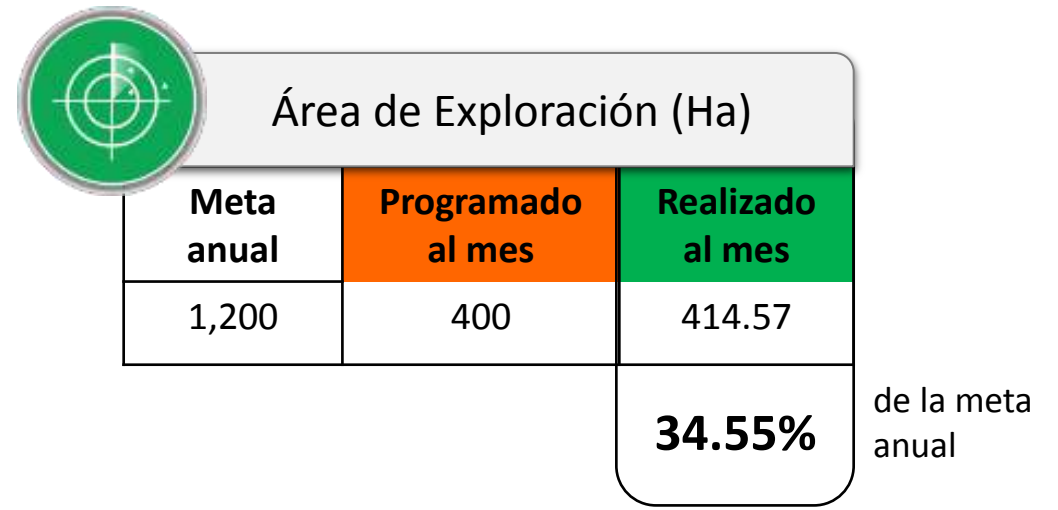 Área de Exploración (Ha)
Meta anual
Programado al mes
Realizado al mes
1,200
400
414.57
34.55%
de la meta
anual